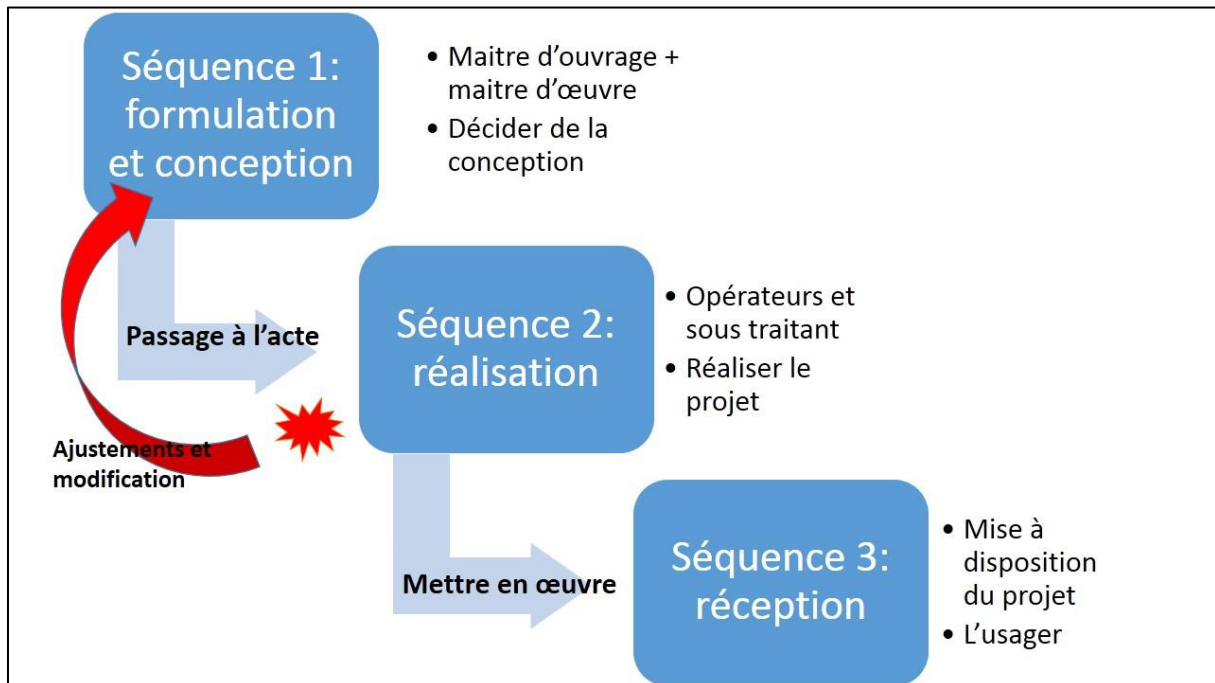 Séquence 1:
formulation
et conception
• Maitre d'ouvrage +
maitre d'œuvre
• Décider de la
conception
Passage à l'acte
Séquence 2:
réalisation
• Opérateurs et
sous traitant
• Réaliser le
projet
Ajustements et
modification
Mettre en œuvre
Séquence 3:
réception
• Mise à
disposition
du projet
• L'usager